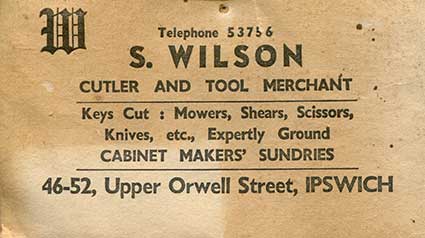 W
Telephone 53756
S. WILSON
CUTLER AND TOOL MERCHANT
Keys Cut : Mowers, Shears, Scissors,
Knives, etc., Expertly Ground
CABINET MAKERS' SUNDRIES
46-52, Upper Orwell Street, IPSWICH